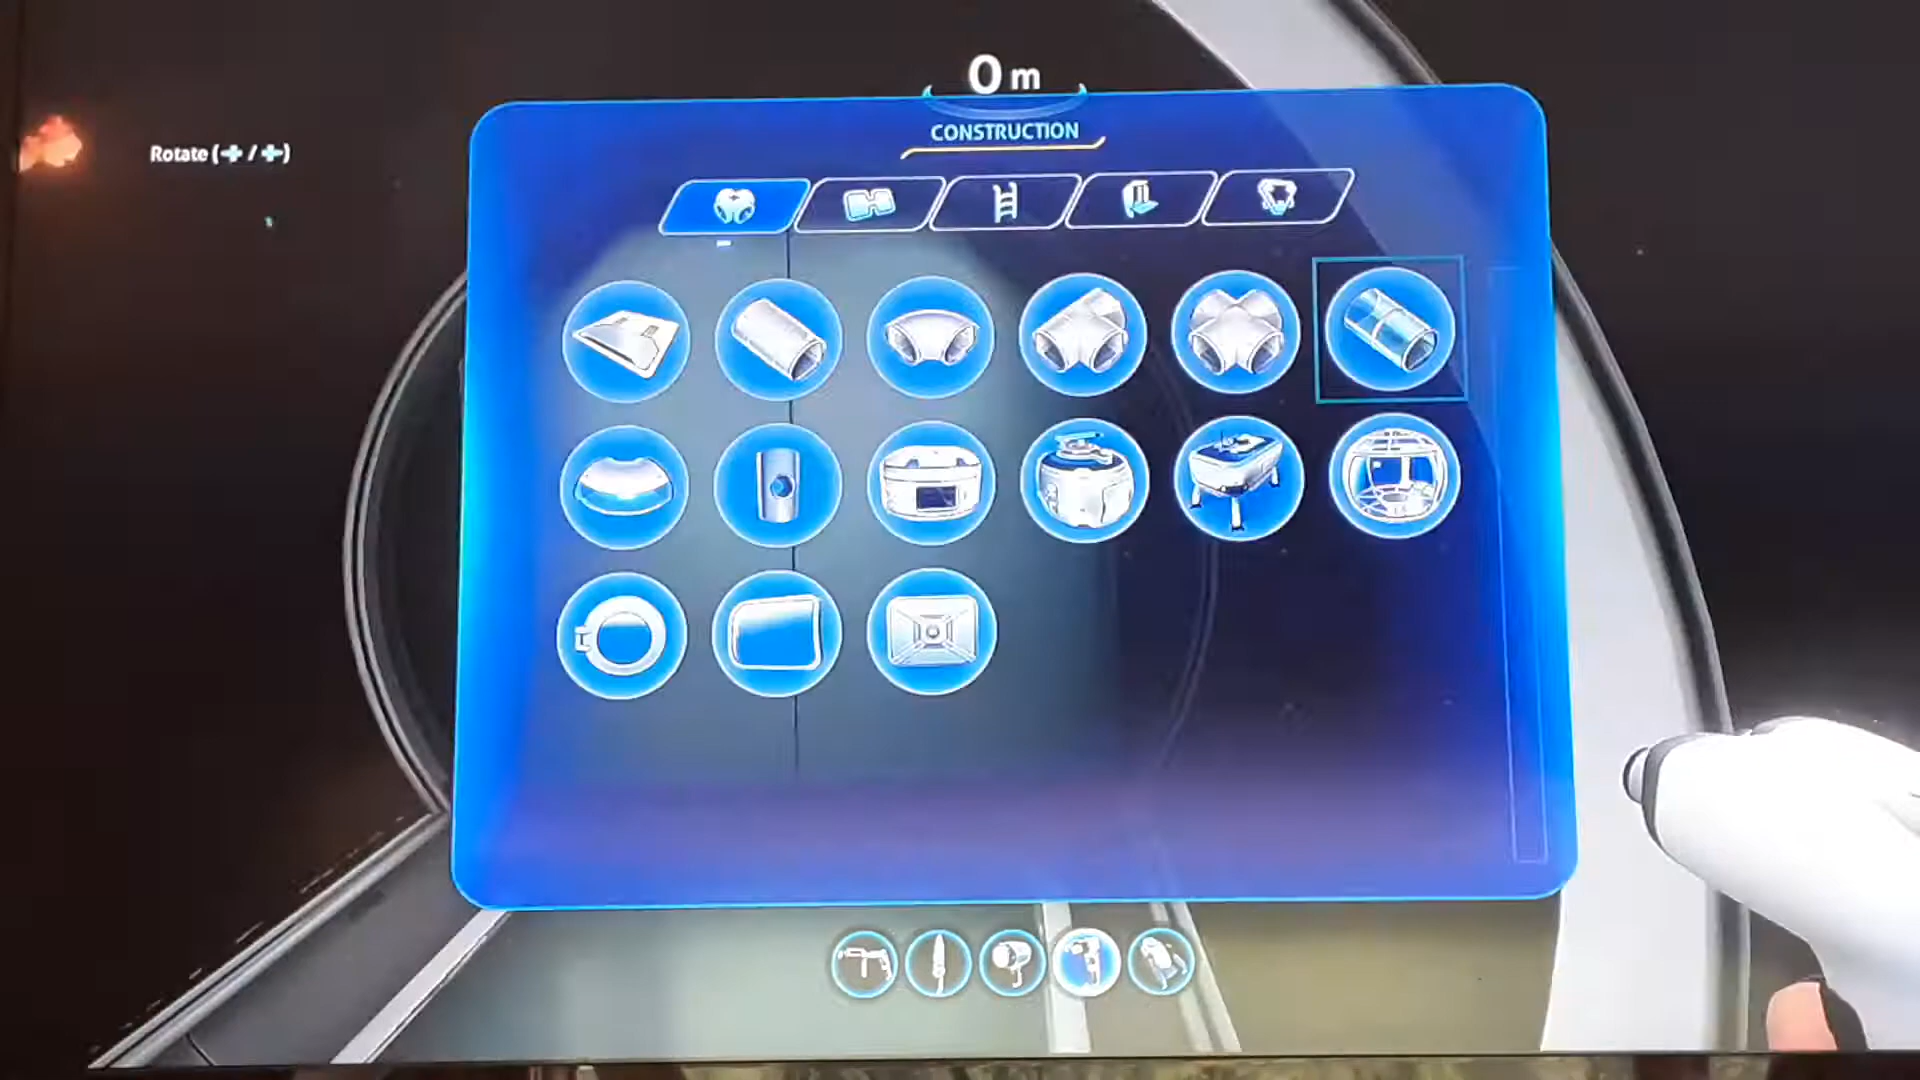 0 m
CONSTRUCTION
Rotate (✚ / ✚)